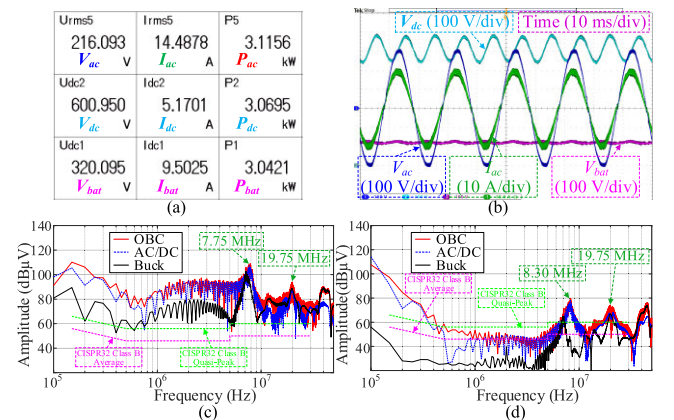 Urms5 Irms5 P5
216.093 14.4878 3.1156
Vac V Iac A Pac kW
Udc2 Idc2 P2
600.950 5.1701 3.0695
Vdc V Idc A Pdc kW
Udc1 Idc1 P1
320.095 9.5025 3.0421
Vbat V Ibat A Pbat kW
(a)
Vdc (100 V/div) Time (10 ms/div)
Vac Iac Vbat
(100 V/div) (10 A/div) (100 V/div)
(b)
140
120
100
80
60
40
Amplitude (dBμV)
OBC
AC/DC
Buck
7.75 MHz
19.75 MHz
CISPR32 Class B
Average
CISPR32 Class B
Quasi-Peak
10^5 10^6 10^7
Frequency (Hz)
(c)
140
120
100
80
60
40
Amplitude (dBμV)
OBC
AC/DC
Buck
19.75 MHz
8.30 MHz
CISPR32 Class B
Average
CISPR32 Class B
Quasi-Peak
10^5 10^6 10^7
Frequency (Hz)
(d)